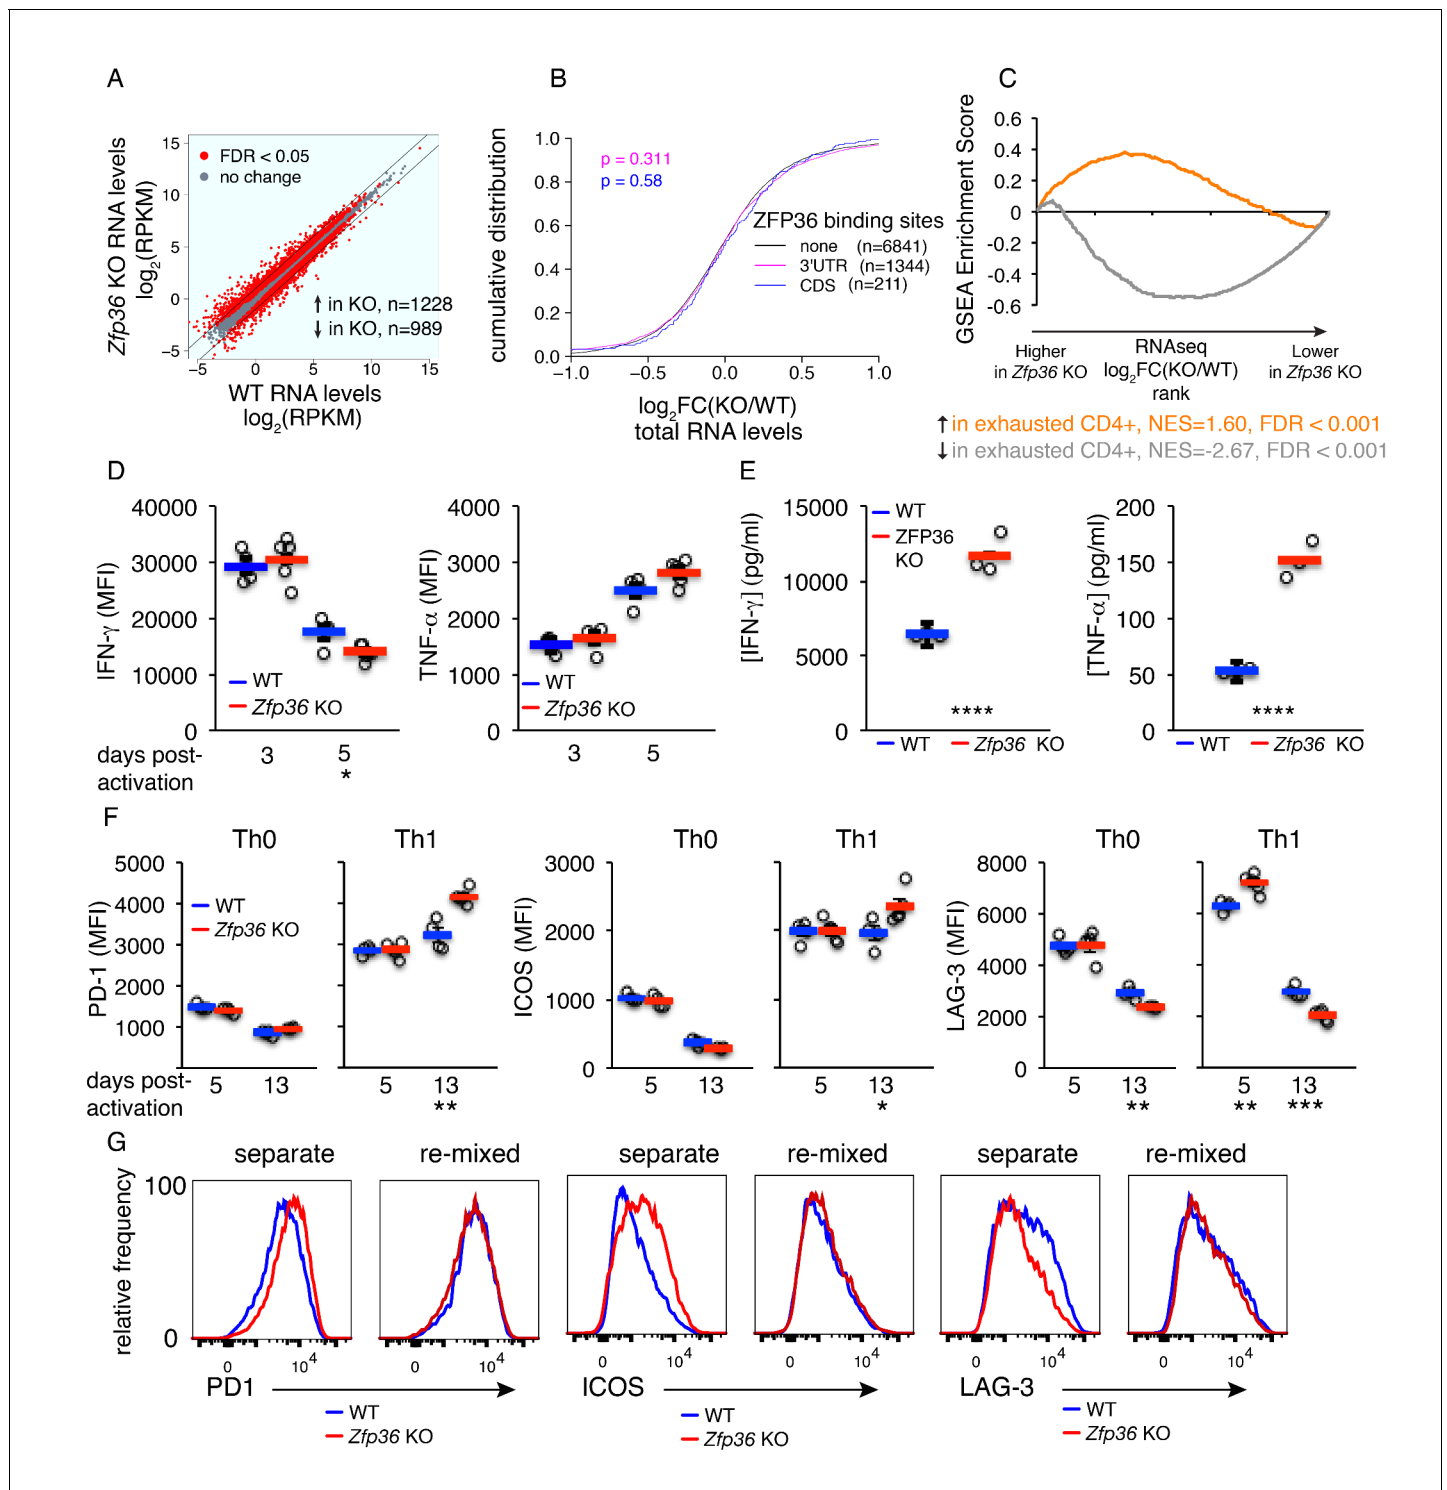 A
Zfp36 KO RNA levels
log2(RPKM)
15
10
5
0
−5
FDR < 0.05
no change
↑ in KO, n=1228
↓ in KO, n=989
−5 0 5 10 15
WT RNA levels
log2(RPKM)
B
cumulative distribution
1.0
0.8
0.6
0.4
0.2
0.0
p = 0.311
p = 0.58
ZFP36 binding sites
none (n=6841)
3'UTR (n=1344)
CDS (n=211)
−1.0 −0.5 0.0 0.5 1.0
log2FC(KO/WT)
total RNA levels
C
GSEA Enrichment Score
0.6
0.4
0.2
0
-0.2
-0.4
-0.6
Higher
in Zfp36 KO
RNAseq
log2FC(KO/WT)
rank
Lower
in Zfp36 KO
↑ in exhausted CD4+, NES=1.60, FDR < 0.001
↓ in exhausted CD4+, NES=-2.67, FDR < 0.001
D
IFN-γ (MFI)
40000
30000
20000
10000
0
WT
Zfp36 KO
days post-
activation
3 5
*
TNF-α (MFI)
4000
3000
2000
1000
0
WT
Zfp36 KO
3 5
E
[IFN-γ] (pg/ml)
15000
10000
5000
0
WT
ZFP36
KO
****
WT Zfp36 KO
[TNF-α] (pg/ml)
200
150
100
50
0
****
WT Zfp36 KO
F
Th0 Th1
PD-1 (MFI)
5000
4000
3000
2000
1000
WT
Zfp36 KO
days post-
activation
5 13 5 13
**
Th0 Th1
ICOS (MFI)
3000
2000
1000
0
5 13 5 13
*
Th0 Th1
LAG-3 (MFI)
8000
6000
4000
2000
0
5 13 5 13
** ** ***
G
relative frequency
100
0
separate re-mixed
0 10^4 0 10^4
PD1
WT
Zfp36 KO
separate re-mixed
0 10^4 0 10^4
ICOS
WT
Zfp36 KO
separate re-mixed
0 10^4 0 10^4
LAG-3
WT
Zfp36 KO